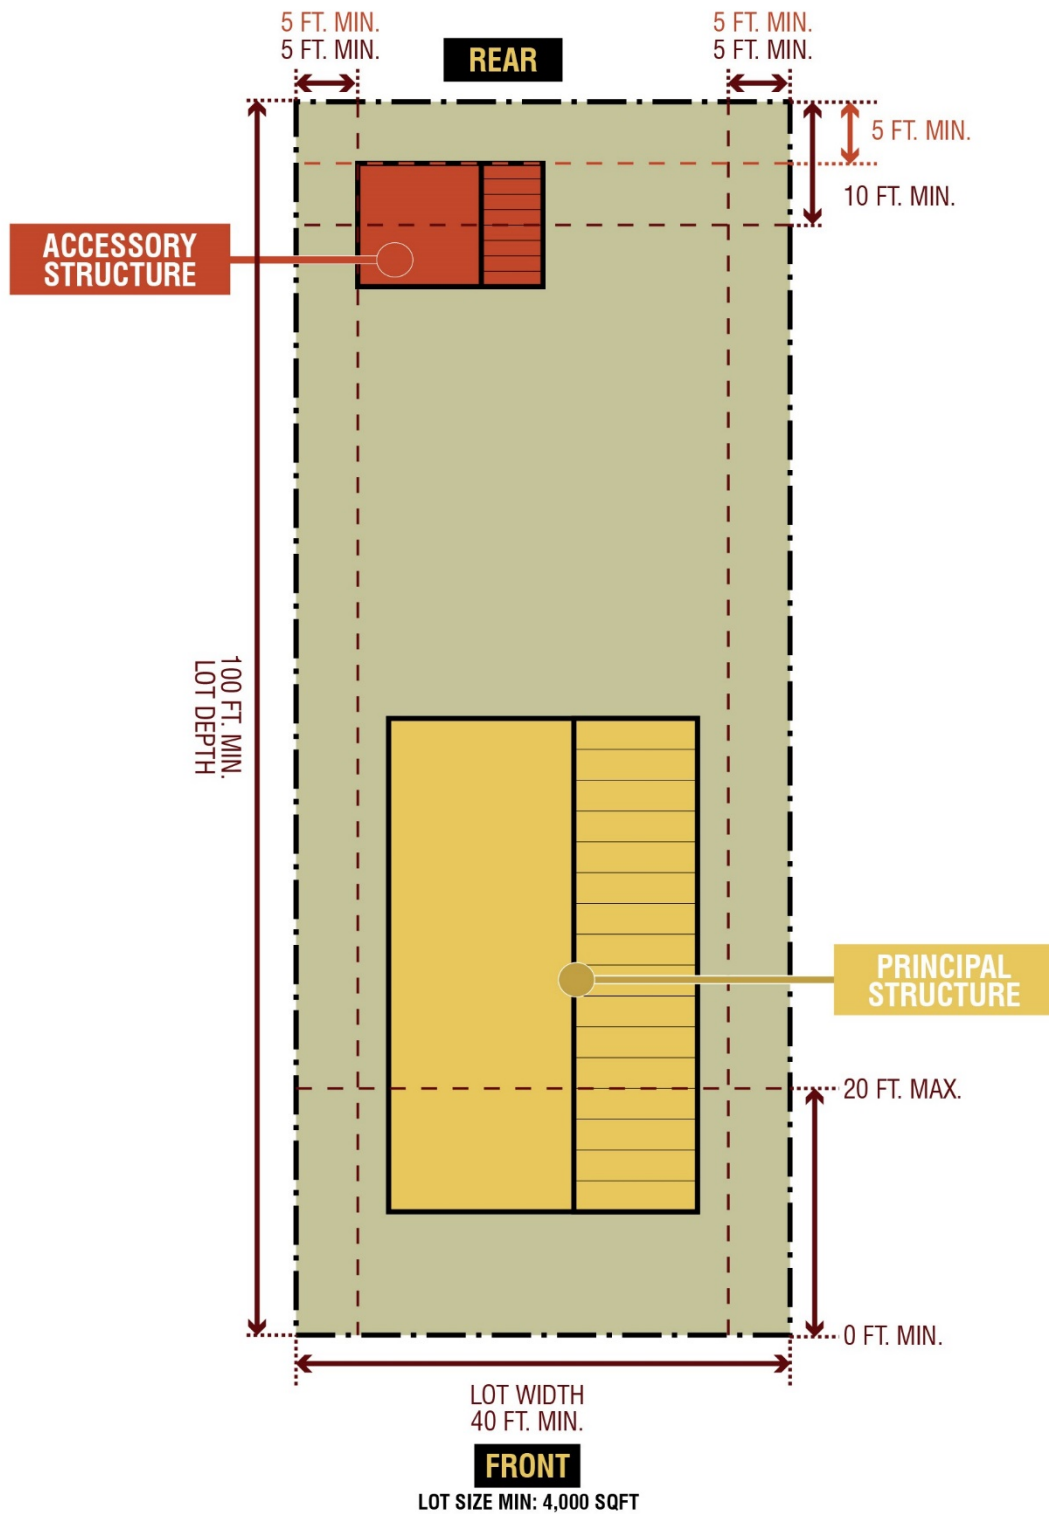 5 FT. MIN.
5 FT. MIN.
5 FT. MIN.
5 FT. MIN.
REAR
5 FT. MIN.
10 FT. MIN.
ACCESSORY
STRUCTURE
100 FT. MIN.
LOT DEPTH
PRINCIPAL
STRUCTURE
20 FT. MAX.
0 FT. MIN.
LOT WIDTH
40 FT. MIN.
FRONT
LOT SIZE MIN: 4,000 SQFT